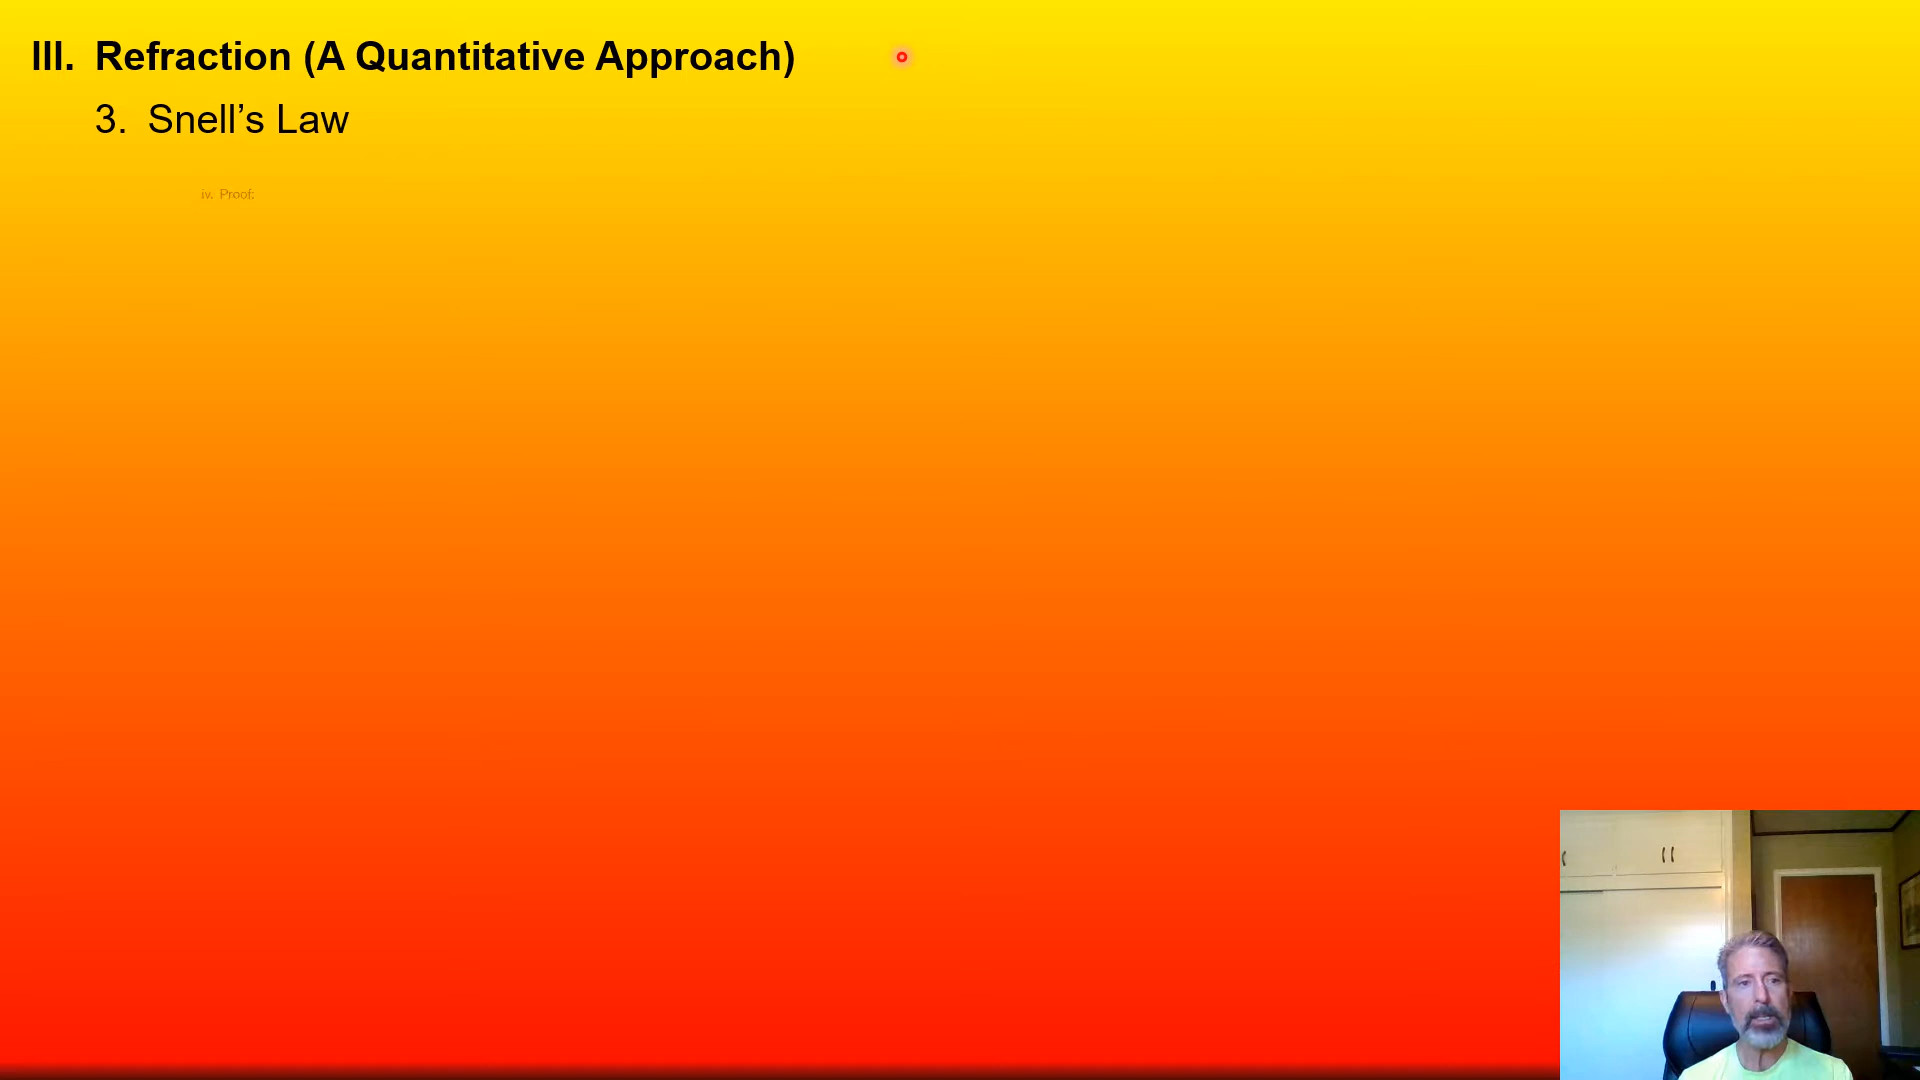 III. Refraction (A Quantitative Approach)
3. Snell’s Law
iv. Proof: